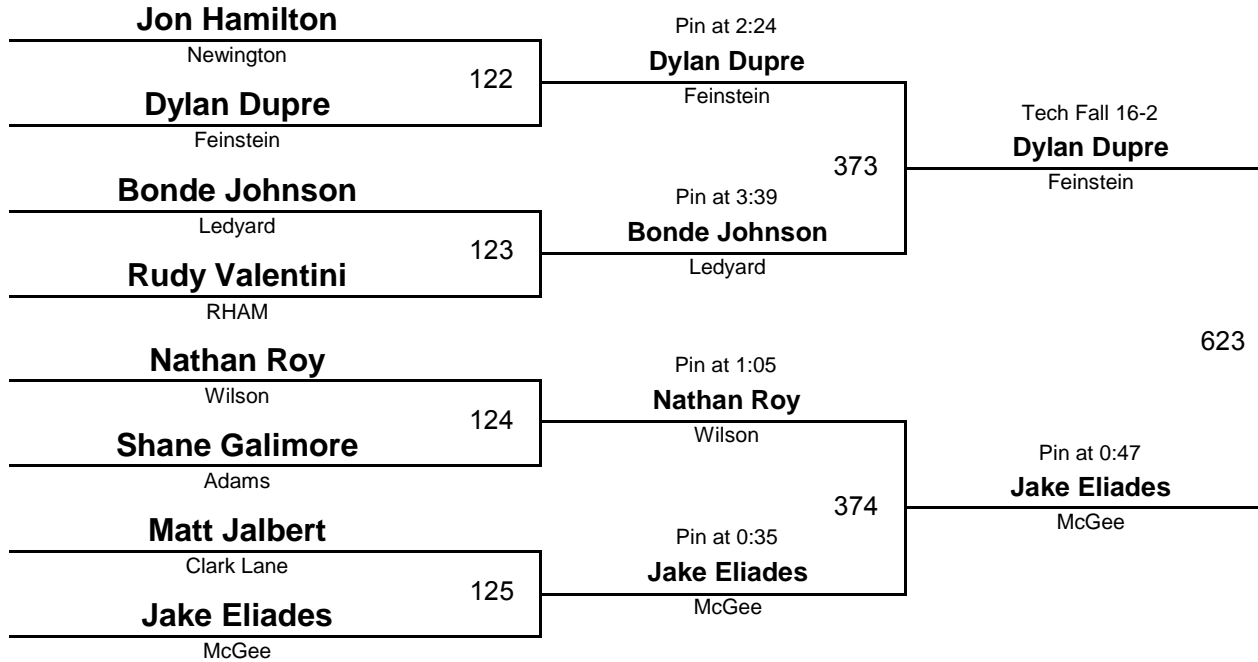 Jon Hamilton
Newington
122
Dylan Dupre
Feinstein
Bonde Johnson
Ledyard
123
Rudy Valentini
RHAM
Nathan Roy
Wilson
124
Shane Galimore
Adams
Matt Jalbert
Clark Lane
125
Jake Eliades
McGee
Pin at 2:24
Dylan Dupre
Feinstein
373
Pin at 3:39
Bonde Johnson
Ledyard
Pin at 1:05
Nathan Roy
Wilson
374
Pin at 0:35
Jake Eliades
McGee
Tech Fall 16-2
Dylan Dupre
Feinstein
623
Pin at 0:47
Jake Eliades
McGee